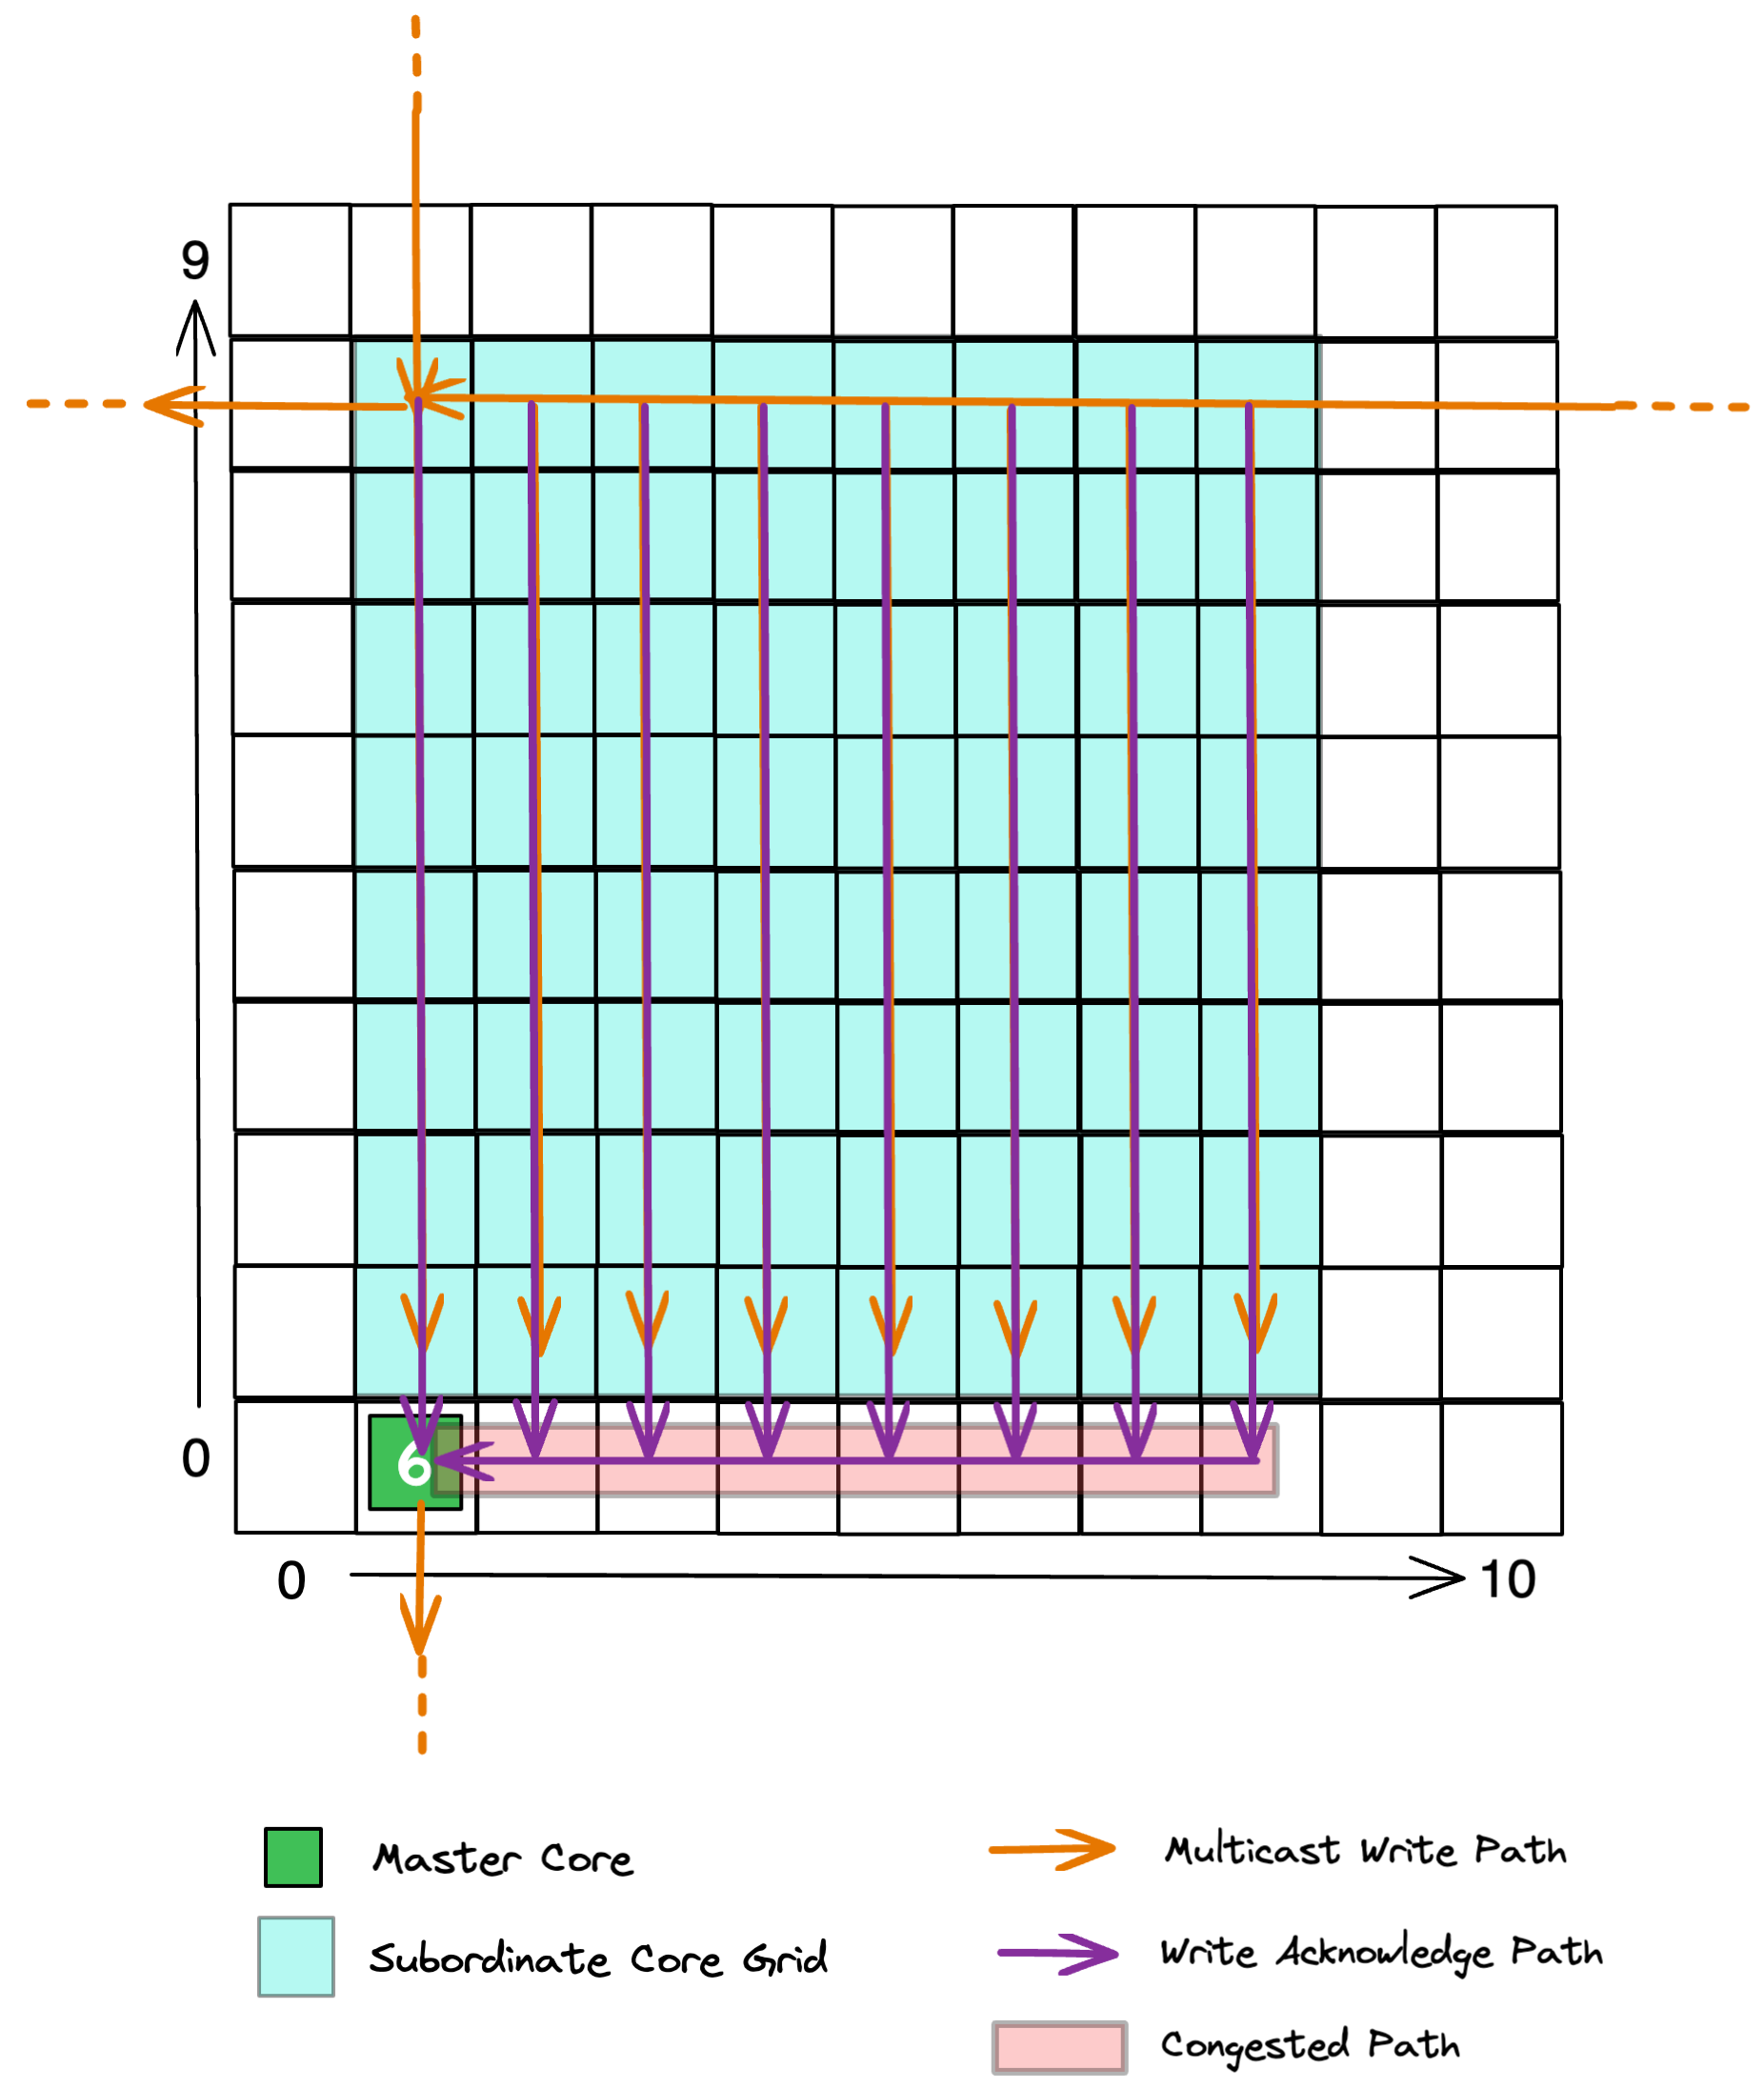 9
6
0
0
10
Master Core
Multicast Write Path
Subordinate Core Grid
Write Acknowledge Path
Congested Path